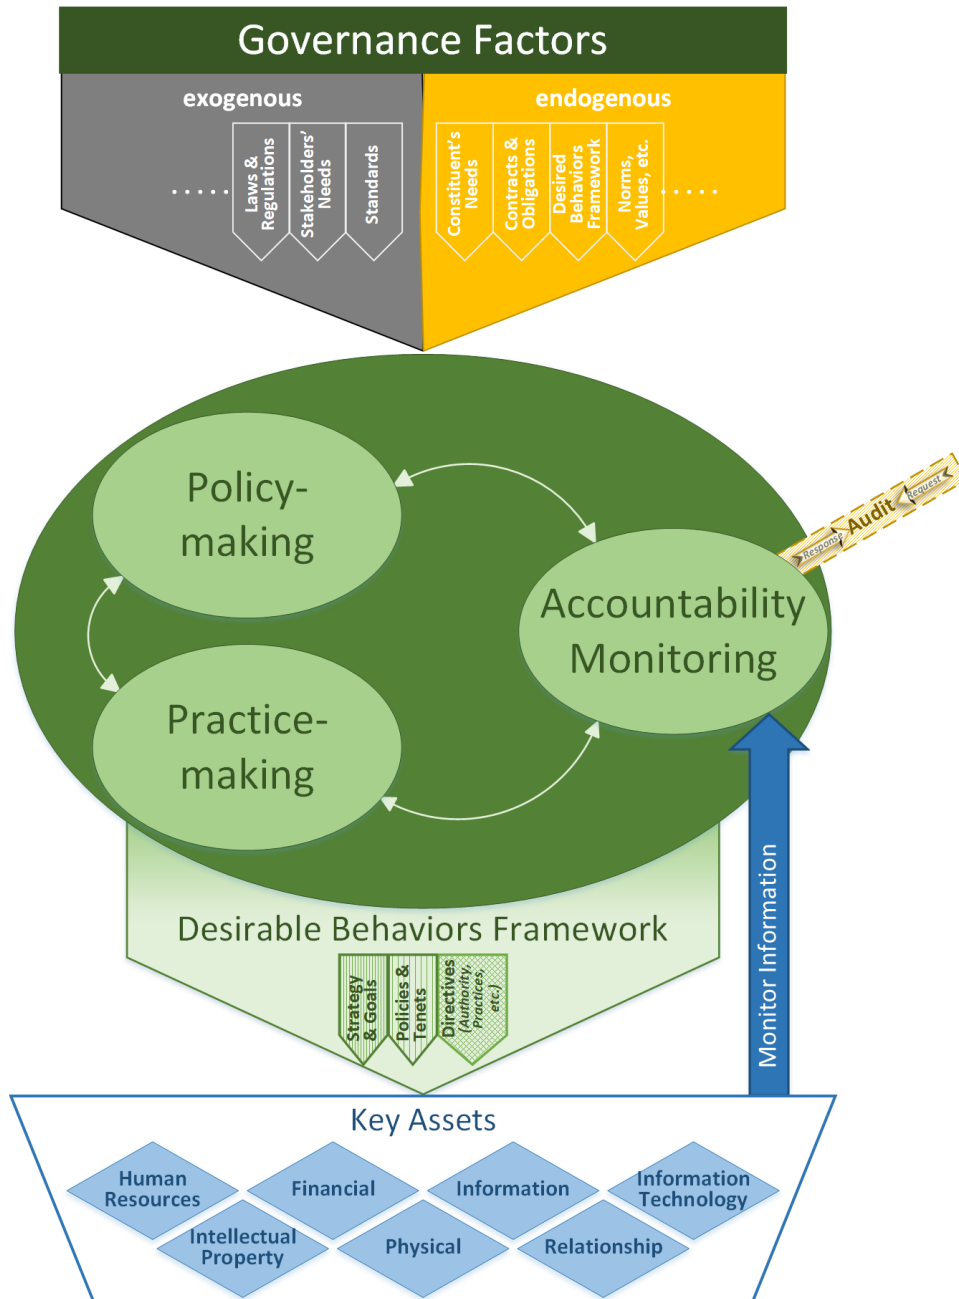 Governance Factors
exogenous
endogenous
.....
Laws &
Regulations
Stakeholders'
Needs
Standards
Constituent's
Needs
Contracts &
Obligations
Desired
Behaviors
Framework
Norms,
Values, etc.
.....
Policy-
making
Accountability
Monitoring
Practice-
making
Response
Audit
Request
Desirable Behaviors Framework
Strategy
& Goals
Policies &
Tenets
Directives
(Authority,
Practices,
etc.)
Monitor Information
Key Assets
Human
Resources
Financial
Information
Information
Technology
Intellectual
Property
Physical
Relationship